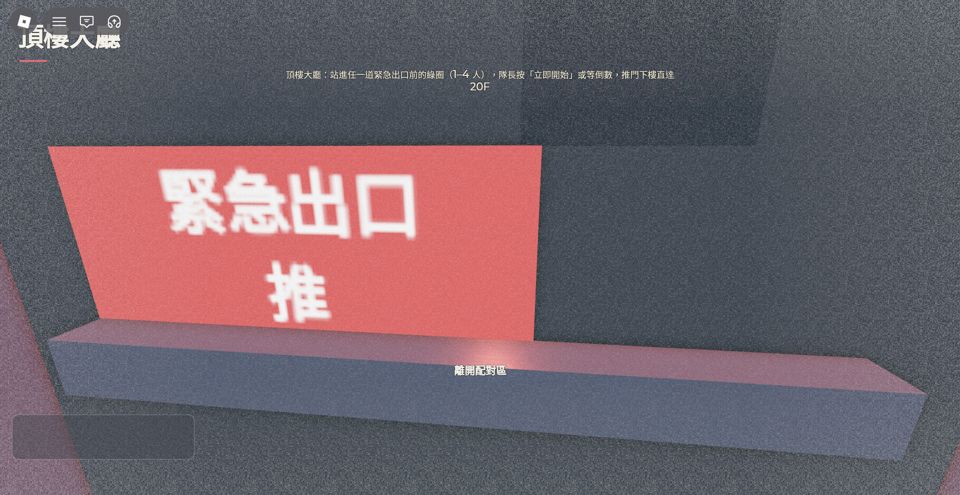 頂樓大廳
頂樓大廳：站進任一道緊急出口前的綠圈（1–4 人），隊長按「立即開始」或等倒數，推門下樓直達
20F
緊急出口
推
離開配對區